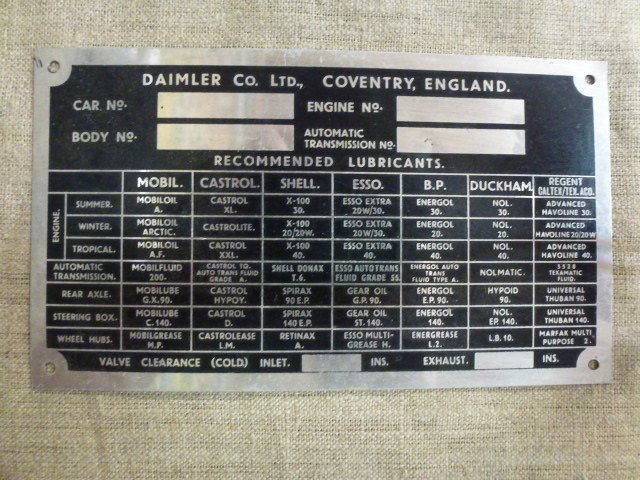 DAIMLER CO. LTD., COVENTRY, ENGLAND.
CAR NO. ENGINE NO.
BODY NO. AUTOMATIC TRANSMISSION NO.
RECOMMENDED LUBRICANTS.
MOBIL. CASTROL. SHELL. ESSO. B.P. DUCKHAM. REGENT CALTEX/TEX. ACO.
ENGINE.
SUMMER. MOBILOIL A. CASTROL XL. X-100 30. ESSO EXTRA 20W/30. ENERGOL 30. NOL. 30. ADVANCED HAVOLINE 30.
WINTER. MOBILOIL ARCTIC. CASTROLITE. X-100 20/20W. ESSO EXTRA 20W/30. ENERGOL 20. NOL. 20. ADVANCED HAVOLINE 20/20W
TROPICAL. MOBILOIL A.F. CASTROL XXL. X-100 40. ESSO EXTRA 40. ENERGOL 40. NOL. 40. ADVANCED HAVOLINE 40.
AUTOMATIC TRANSMISSION. MOBILFLUID 200. CASTROL TQ. AUTO TRANS FLUID GRADE A. SHELL DONAX T.6. ESSO AUTOTRANS FLUID GRADE 55. ENERGOL AUTO TRANS FLUID TYPE A. NOLMATIC. 3528 TEXAMATIC FLUID.
REAR AXLE. MOBILUBE G.X. 90. CASTROL HYPOY. SPIRAX 90 E.P. GEAR OIL G.P. 90. ENERGOL E.P. 90. HYPOID 90. UNIVERSAL THUBAN 90.
STEERING BOX. MOBILUBE C. 140. CASTROL D. SPIRAX 140 E.P. GEAR OIL ST. 140. ENERGOL 140. NOL. EP. 140. UNIVERSAL THUBAN 140.
WHEEL HUBS. MOBILGREASE M.P. CASTROLEASE L.M. RETINAX A. ESSO MULTI-GREASE H. ENERGREASE L.2. L.B. 10. MARFAK MULTI PURPOSE 2.
VALVE CLEARANCE (COLD.) INLET. INS. EXHAUST. INS.